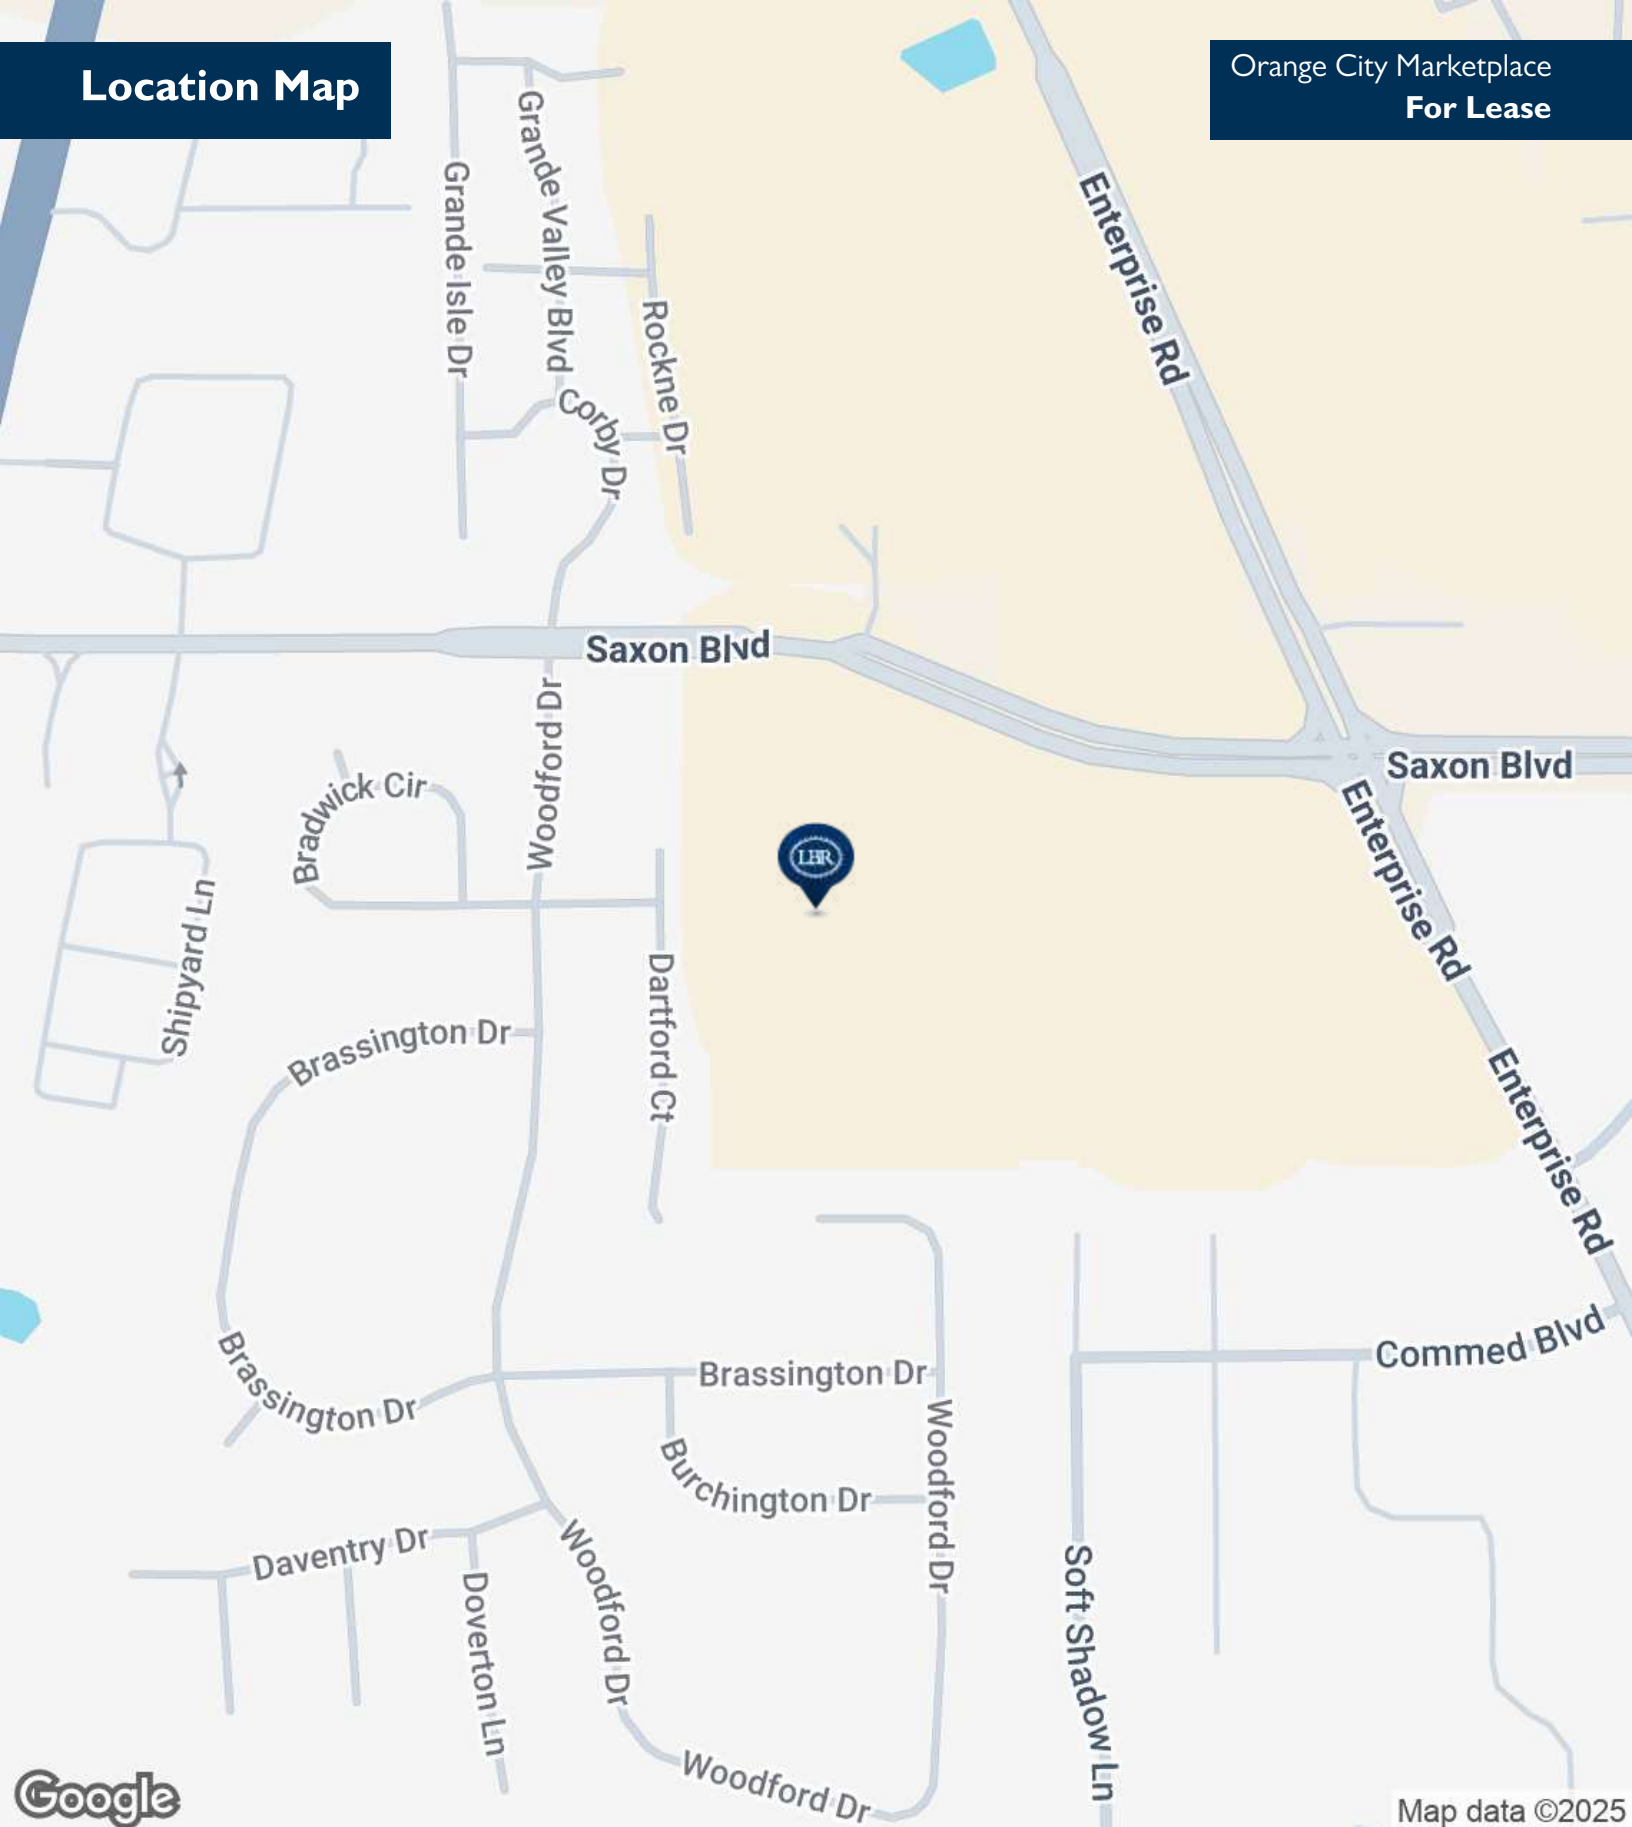 Location Map
Orange City Marketplace
For Lease
Grande Isle Dr
Grande Valley Blvd
Enterprise Rd
Rockne Dr
Corby Dr
Saxon Blvd
Woodford Dr
Saxon Blvd
Bradwick Cir
Enterprise Rd
LBR
Shipyard Ln
Dartford Ct
Brassington Dr
Enterprise Rd
Commed Blvd
Brassington Dr
Brassington Dr
Woodford Dr
Burchington Dr
Daventry Dr
Woodford Dr
Doverton Ln
Soft Shadow Ln
Woodford Dr
Google
Map data ©2025